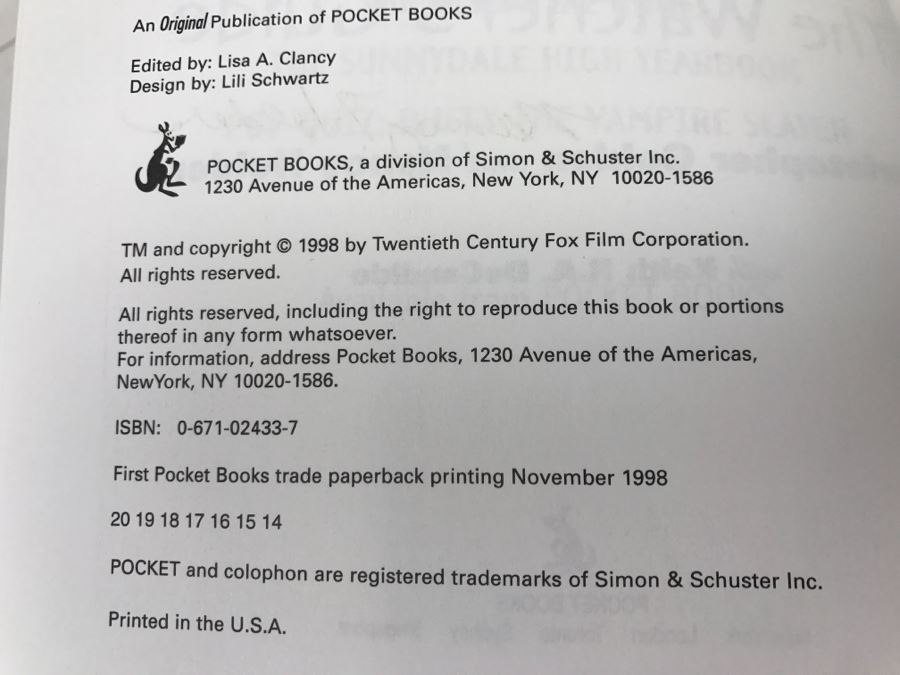 An Original Publication of POCKET BOOKS
Edited by: Lisa A. Clancy
Design by: Lili Schwartz
POCKET BOOKS, a division of Simon & Schuster Inc.
1230 Avenue of the Americas, New York, NY 10020-1586
TM and copyright © 1998 by Twentieth Century Fox Film Corporation.
All rights reserved.
All rights reserved, including the right to reproduce this book or portions
thereof in any form whatsoever.
For information, address Pocket Books, 1230 Avenue of the Americas,
NewYork, NY 10020-1586.
ISBN: 0-671-02433-7
First Pocket Books trade paperback printing November 1998
20 19 18 17 16 15 14
POCKET and colophon are registered trademarks of Simon & Schuster Inc.
Printed in the U.S.A.